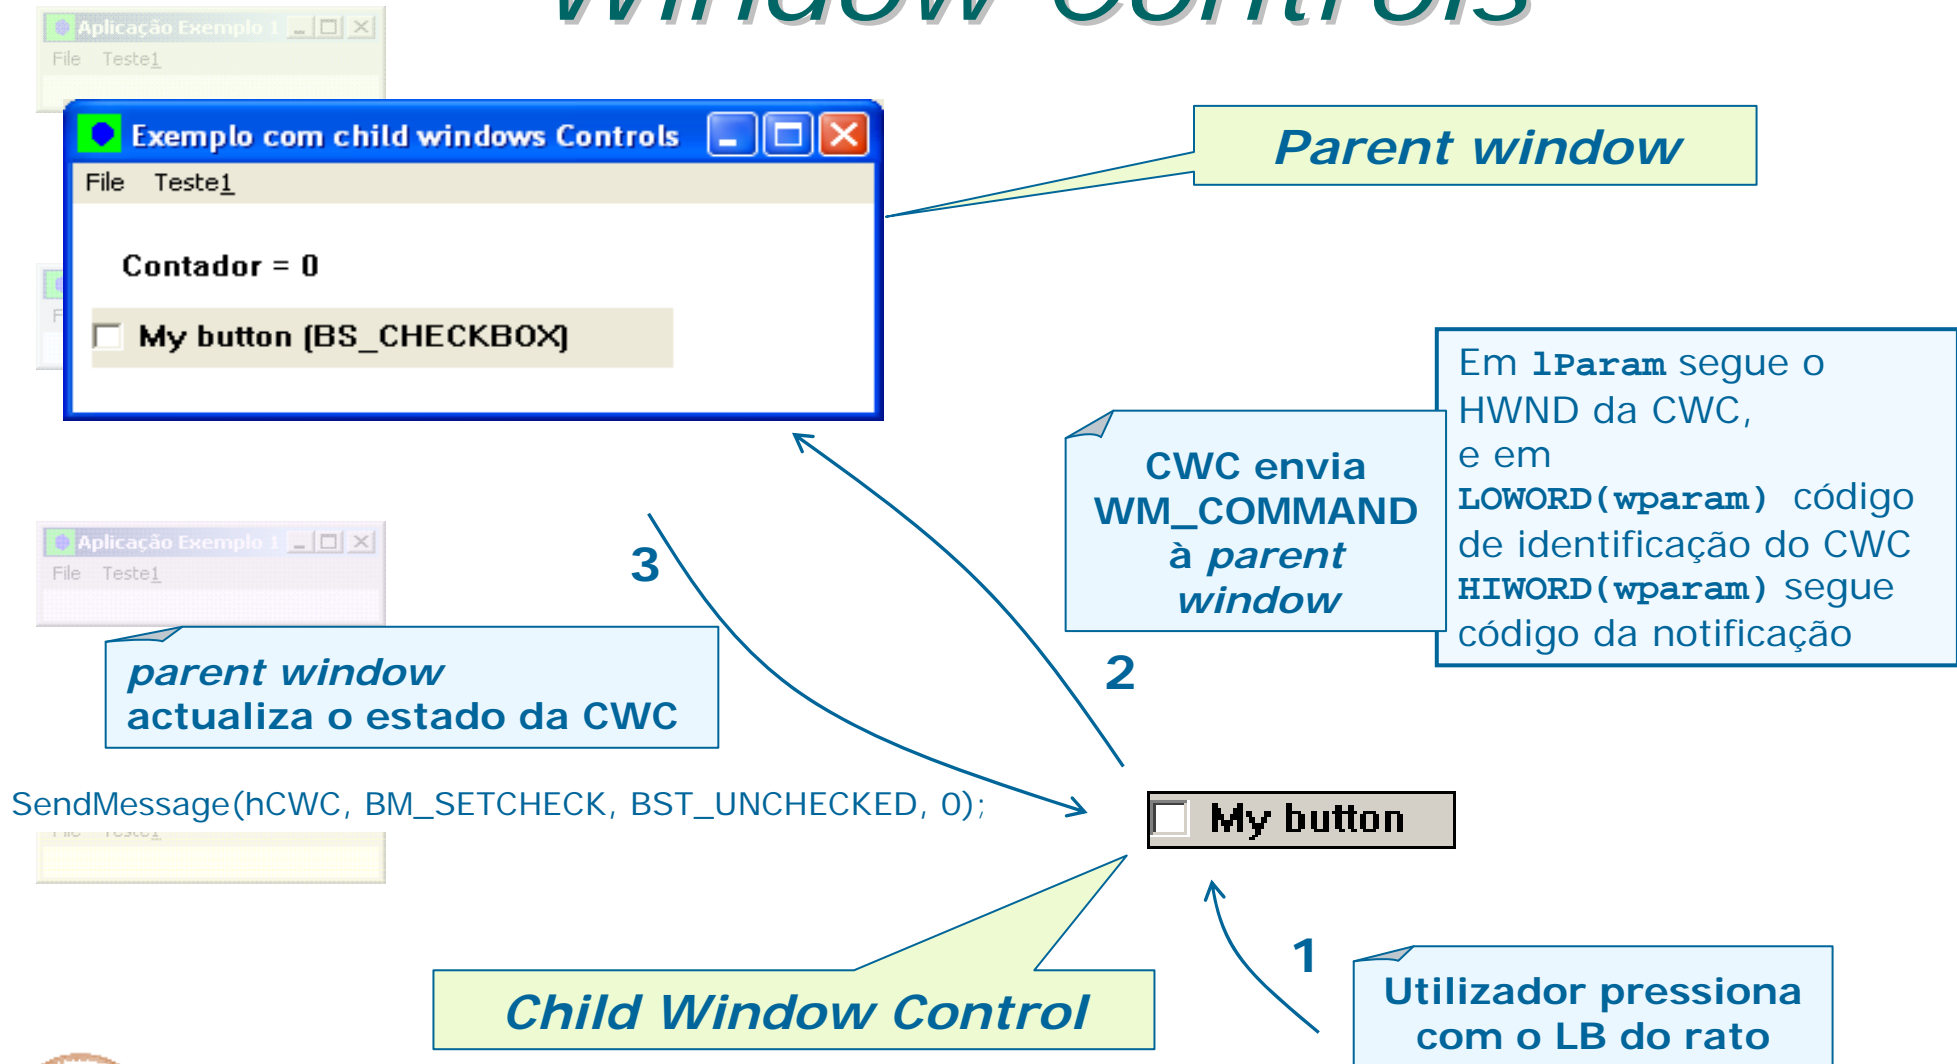 Window Controls
Aplicação Exemplo 1
File Teste1
Exemplo com child windows Controls
File Teste1
Contador = 0
My button (BS_CHECKBOX)
Parent window
Em lParam segue o
HWND da CWC,
e em
LOWORD(wparam) código
de identificação do CWC
HIWORD(wparam) segue
código da notificação
CWC envia
WM_COMMAND
à parent
window
2
3
Aplicação Exemplo 1
File Teste1
parent window
actualiza o estado da CWC
SendMessage(hCWC, BM_SETCHECK, BST_UNCHECKED, 0);
File Teste1
My button
Child Window Control
1
Utilizador pressiona
com o LB do rato